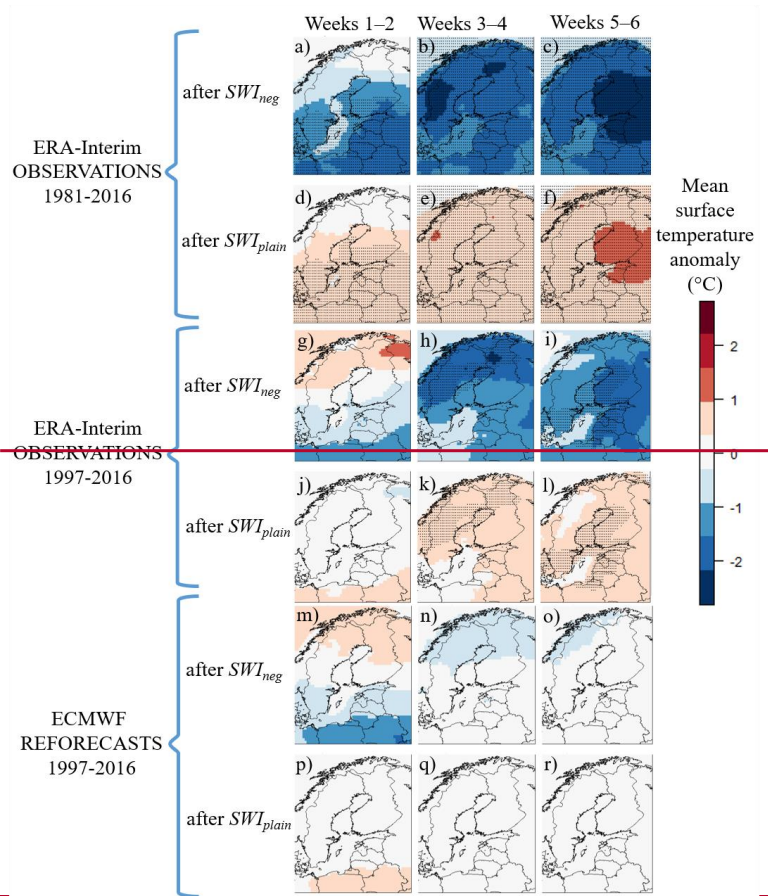 Weeks 1–2 Weeks 3–4 Weeks 5–6
a) b) c)
after SWIneg
ERA-Interim
OBSERVATIONS
1981-2016
d) e) f)
after SWIplain
Mean
surface
temperature
anomaly
(°C)
g) h) i)
after SWIneg
2
1
0
-1
-2
ERA-Interim
OBSERVATIONS
1997-2016
j) k) l)
after SWIplain
m) n) o)
after SWIneg
ECMWF
REFORECASTS
1997-2016
p) q) r)
after SWIplain